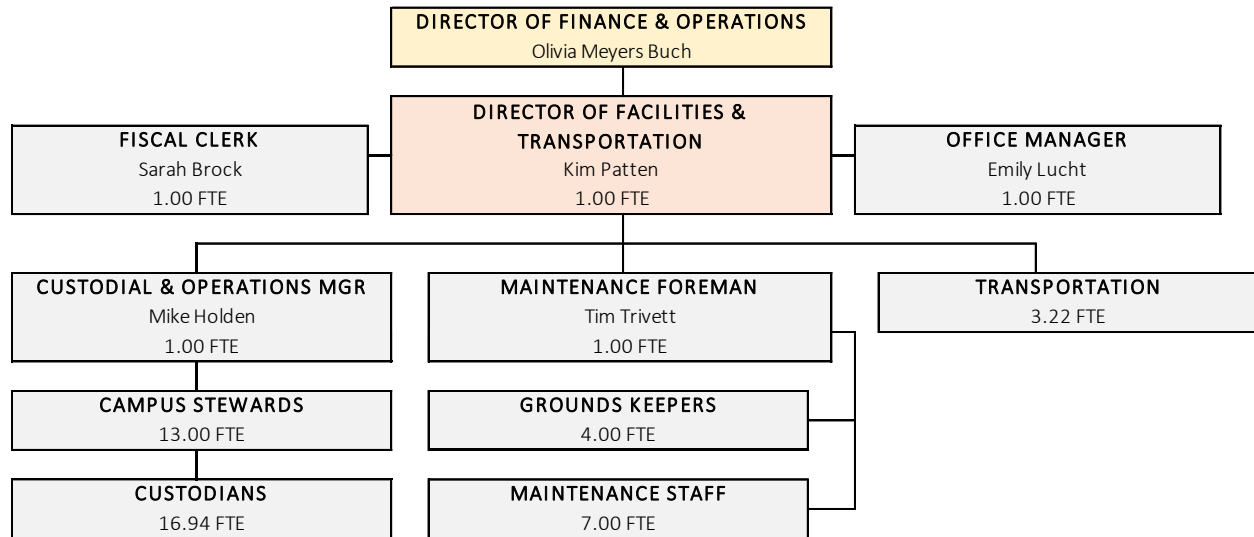 DIRECTOR OF FINANCE & OPERATIONS
Olivia Meyers Buch
DIRECTOR OF FACILITIES &
TRANSPORTATION
Kim Patten
1.00 FTE
FISCAL CLERK
Sarah Brock
1.00 FTE
OFFICE MANAGER
Emily Lucht
1.00 FTE
CUSTODIAL & OPERATIONS MGR
Mike Holden
1.00 FTE
MAINTENANCE FOREMAN
Tim Trivett
1.00 FTE
TRANSPORTATION
3.22 FTE
CAMPUS STEWARDS
13.00 FTE
GROUNDS KEEPERS
4.00 FTE
CUSTODIANS
16.94 FTE
MAINTENANCE STAFF
7.00 FTE